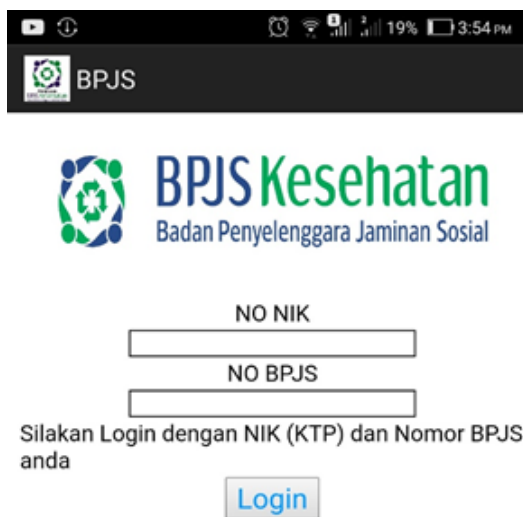 19% 3:54 PM
BPJS
BPJS Kesehatan
Badan Penyelenggara Jaminan Sosial
NO NIK
NO BPJS
Silakan Login dengan NIK (KTP) dan Nomor BPJS
anda
Login